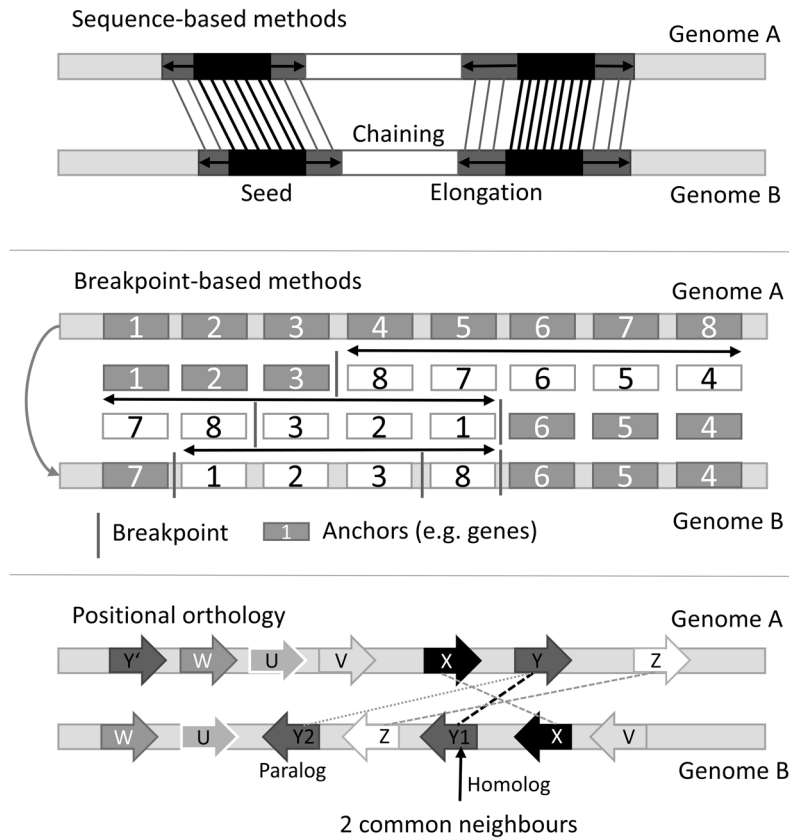 Sequence-based methods
Genome A
Chaining
Seed
Elongation
Genome B
Breakpoint-based methods
Genome A
1 2 3 4 5 6 7 8
1 2 3 8 7 6 5 4
7 8 3 2 1 6 5 4
7 1 2 3 8 6 5 4
Genome B
Breakpoint
1
Anchors (e.g. genes)
Positional orthology
Genome A
Y‘ W U V X Y Z
W U Y2 Z Y1 X V
Paralog
Homolog
Genome B
2 common neighbours